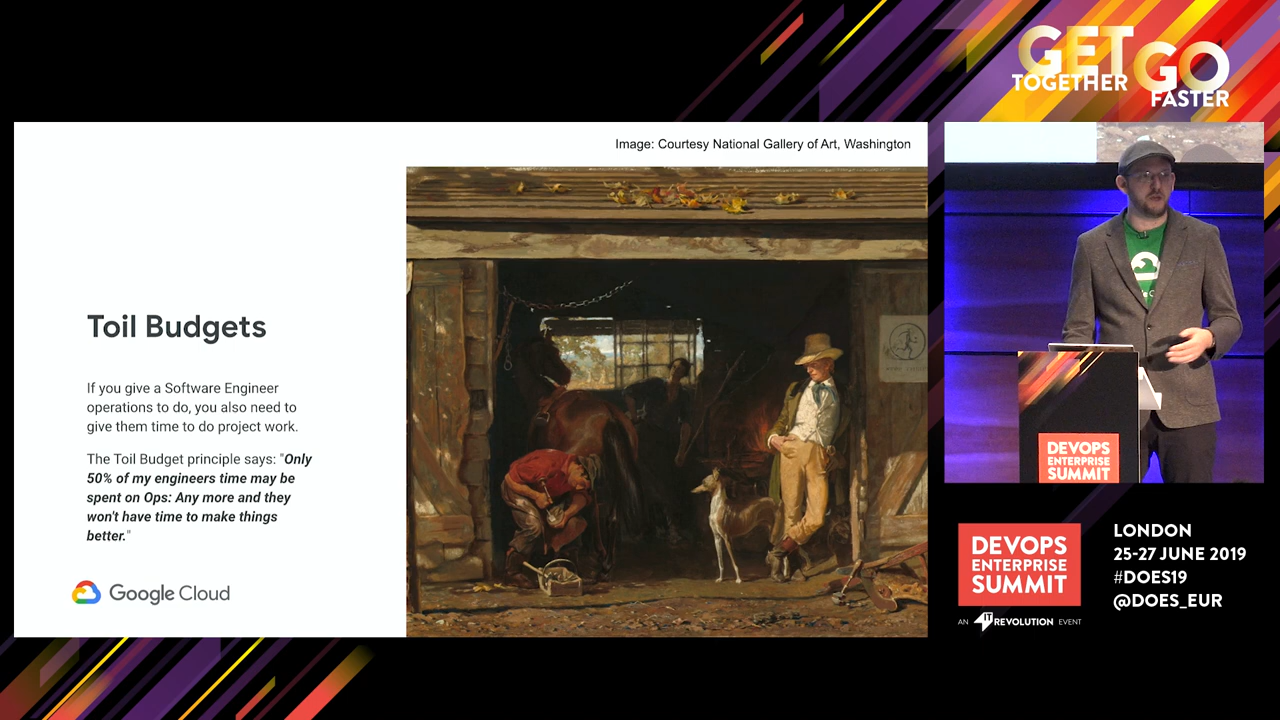 GET
TOGETHER
GO
FASTER
Image: Courtesy National Gallery of Art, Washington
Toil Budgets
If you give a Software Engineer
operations to do, you also need to
give them time to do project work.
The Toil Budget principle says: "Only
50% of my engineers time may be
spent on Ops: Any more and they
won't have time to make things
better."
Google Cloud
DEVOPS
ENTERPRISE
SUMMIT
DEVOPS
ENTERPRISE
SUMMIT
AN IT REVOLUTION EVENT
LONDON
25-27 JUNE 2019
#DOES19
@DOES_EUR